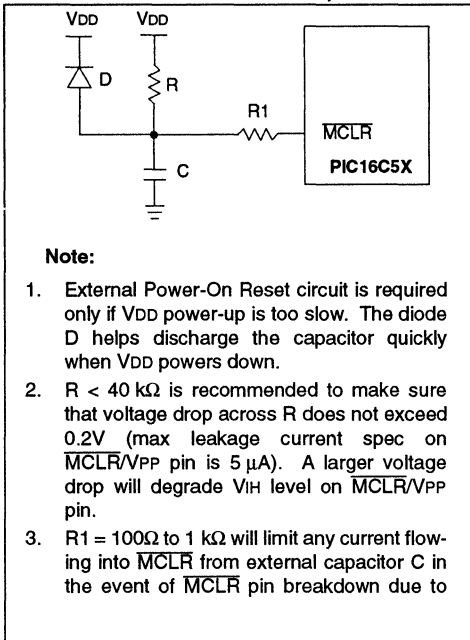 VDD VDD
D
R
R1
C
MCLR
PIC16C5X
Note:
1. External Power-On Reset circuit is required
only if VDD power-up is too slow. The diode
D helps discharge the capacitor quickly
when VDD powers down.
2. R < 40 kΩ is recommended to make sure
that voltage drop across R does not exceed
0.2V (max leakage current spec on
MCLR/VPP pin is 5 µA). A larger voltage
drop will degrade VIH level on MCLR/VPP
pin.
3. R1 = 100Ω to 1 kΩ will limit any current flow-
ing into MCLR from external capacitor C in
the event of MCLR pin breakdown due to